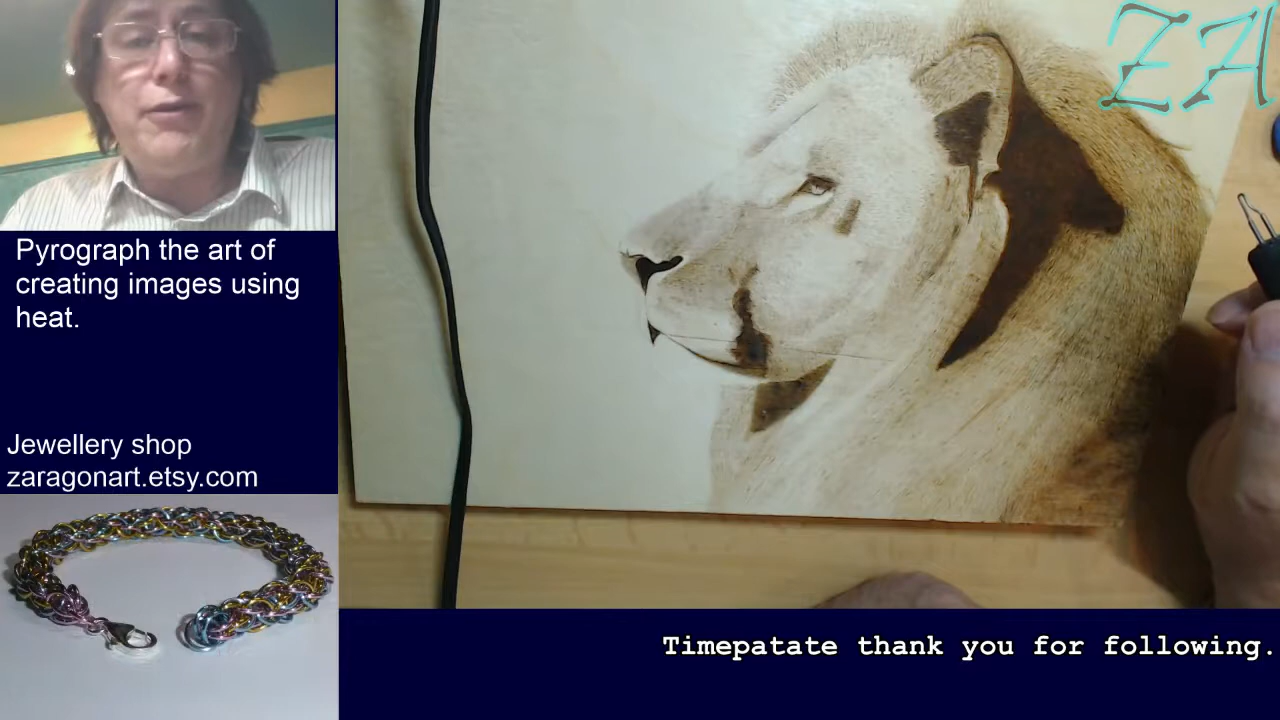 ZA
Pyrograph the art of
creating images using
heat.
Jewellery shop
zaragonart.etsy.com
Timepatate thank you for following.